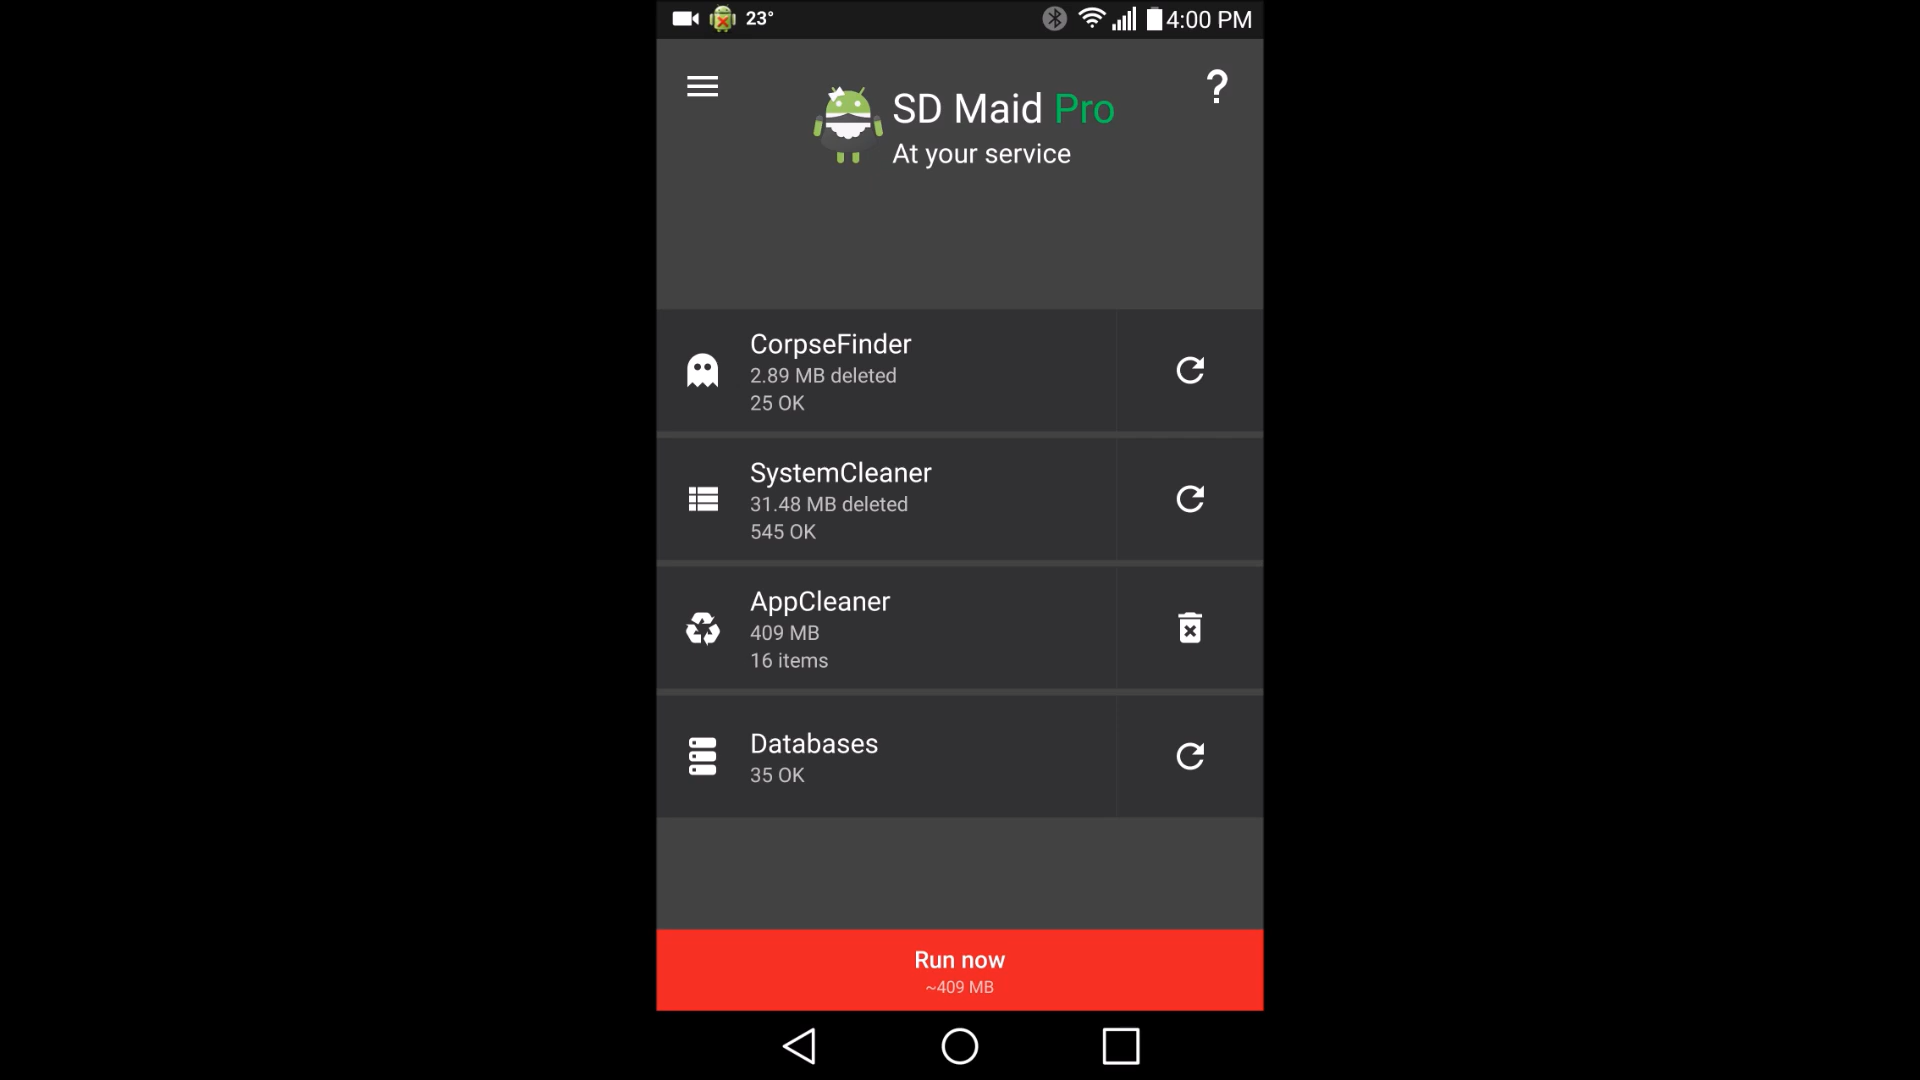 23° 4:00 PM
SD Maid Pro
?
At your service
CorpseFinder
2.89 MB deleted
25 OK
SystemCleaner
31.48 MB deleted
545 OK
AppCleaner
409 MB
16 items
Databases
35 OK
Run now
~409 MB